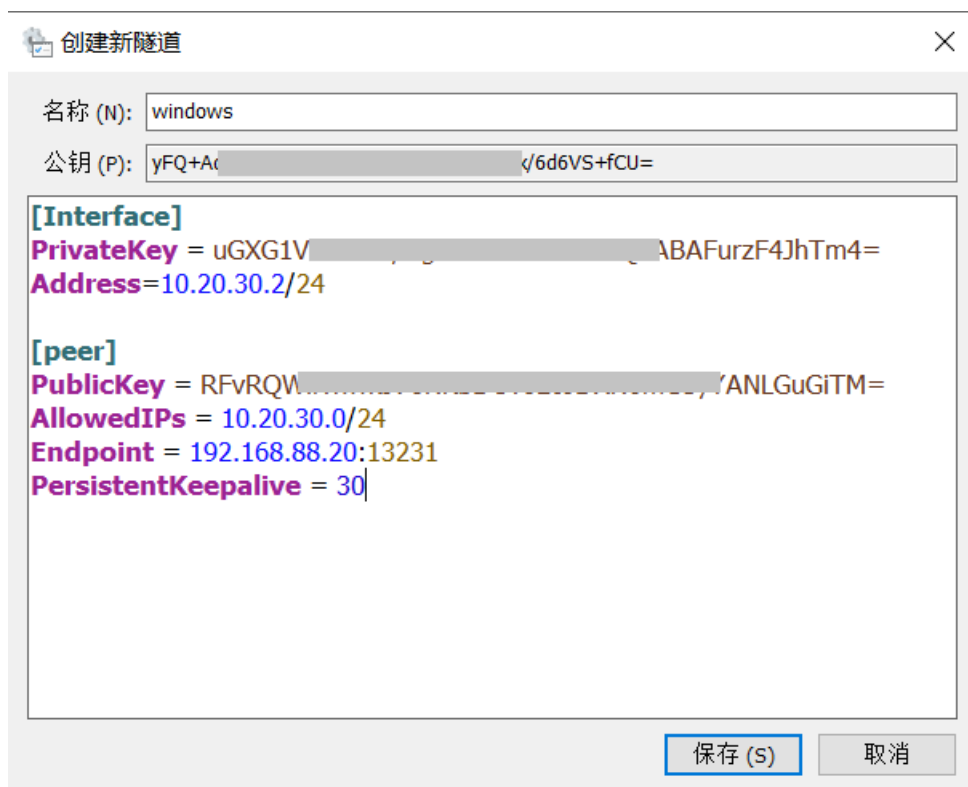 创建新隧道
名称 (N): windows
公钥 (P): yFQ+A /6d6VS+fCU=
[Interface]
PrivateKey = uGXG1V ABAFurzF4JhTm4=
Address=10.20.30.2/24
[peer]
PublicKey = RFvRQW YANLGuGiTM=
AllowedIPs = 10.20.30.0/24
Endpoint = 192.168.88.20:13231
PersistentKeepalive = 30
保存 (S) 取消